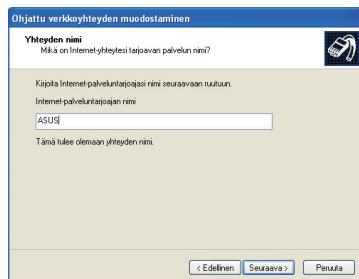 Ohjattu verkkoyhteyden muodostaminen
Yhteyden nimi
Mikä on Internet-yhteytesi tarjoavan palvelun nimi?
Kirjoita Internet-palveluntarjoajasi nimi seuraavaan ruutuun.
Internet-palveluntarjoajan nimi
ASUS
Tämä tulee olemaan yhteyden nimi.
< Edellinen
Seuraava >
Peruuta